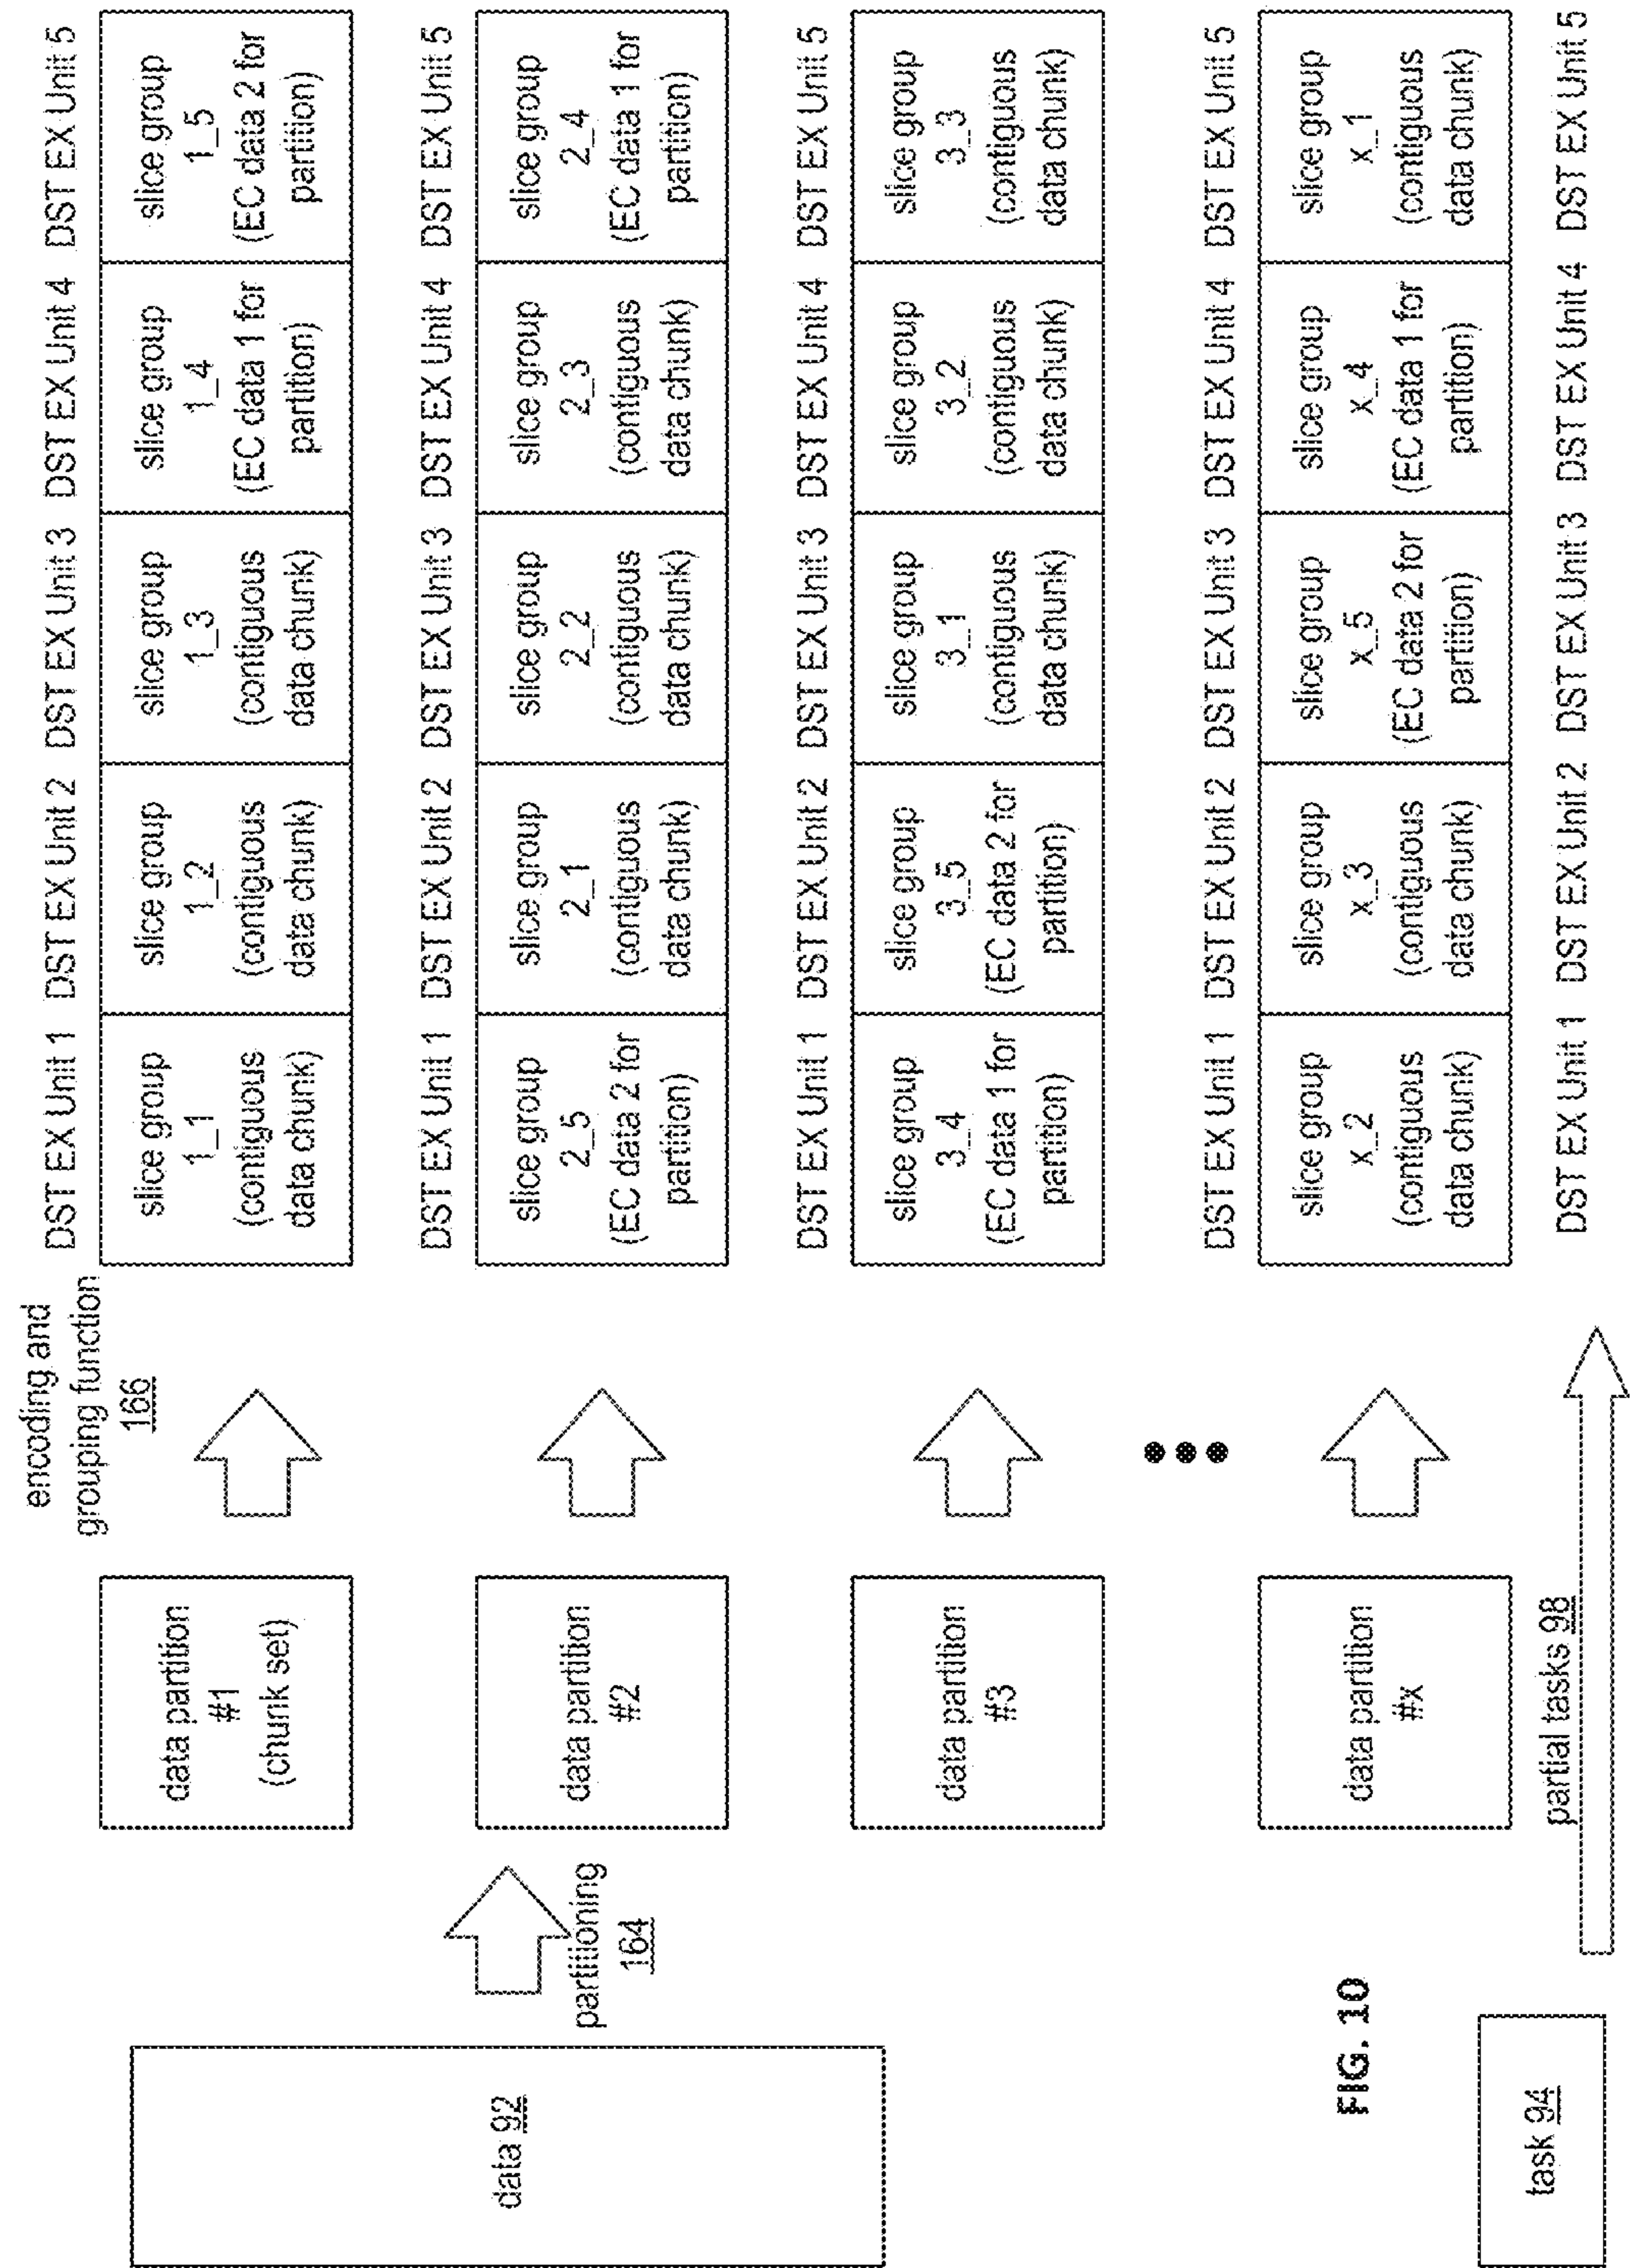 encoding and
grouping function
166
DST EX Unit 1 DST EX Unit 2 DST EX Unit 3 DST EX Unit 4 DST EX Unit 5
data 92
partitioning
164
data partition
#1
(chunk set)
slice group
1_1
(contiguous
data chunk)
slice group
1_2
(contiguous
data chunk)
slice group
1_3
(contiguous
data chunk)
slice group
1_4
(EC data 1 for
partition)
slice group
1_5
(EC data 2 for
partition)
DST EX Unit 1 DST EX Unit 2 DST EX Unit 3 DST EX Unit 4 DST EX Unit 5
data partition
#2
slice group
2_5
(EC data 2 for
partition)
slice group
2_1
(contiguous
data chunk)
slice group
2_2
(contiguous
data chunk)
slice group
2_3
(contiguous
data chunk)
slice group
2_4
(EC data 1 for
partition)
DST EX Unit 1 DST EX Unit 2 DST EX Unit 3 DST EX Unit 4 DST EX Unit 5
data partition
#3
slice group
3_4
(EC data 1 for
partition)
slice group
3_5
(EC data 2 for
partition)
slice group
3_1
(contiguous
data chunk)
slice group
3_2
(contiguous
data chunk)
slice group
3_3
(contiguous
data chunk)
DST EX Unit 1 DST EX Unit 2 DST EX Unit 3 DST EX Unit 4 DST EX Unit 5
data partition
#x
slice group
x_2
(contiguous
data chunk)
slice group
x_3
(contiguous
data chunk)
slice group
x_5
(EC data 2 for
partition)
slice group
x_4
(EC data 1 for
partition)
slice group
x_1
(contiguous
data chunk)
FIG. 10
task 94
partial tasks 98
DST EX Unit 1 DST EX Unit 2 DST EX Unit 3 DST EX Unit 4 DST EX Unit 5